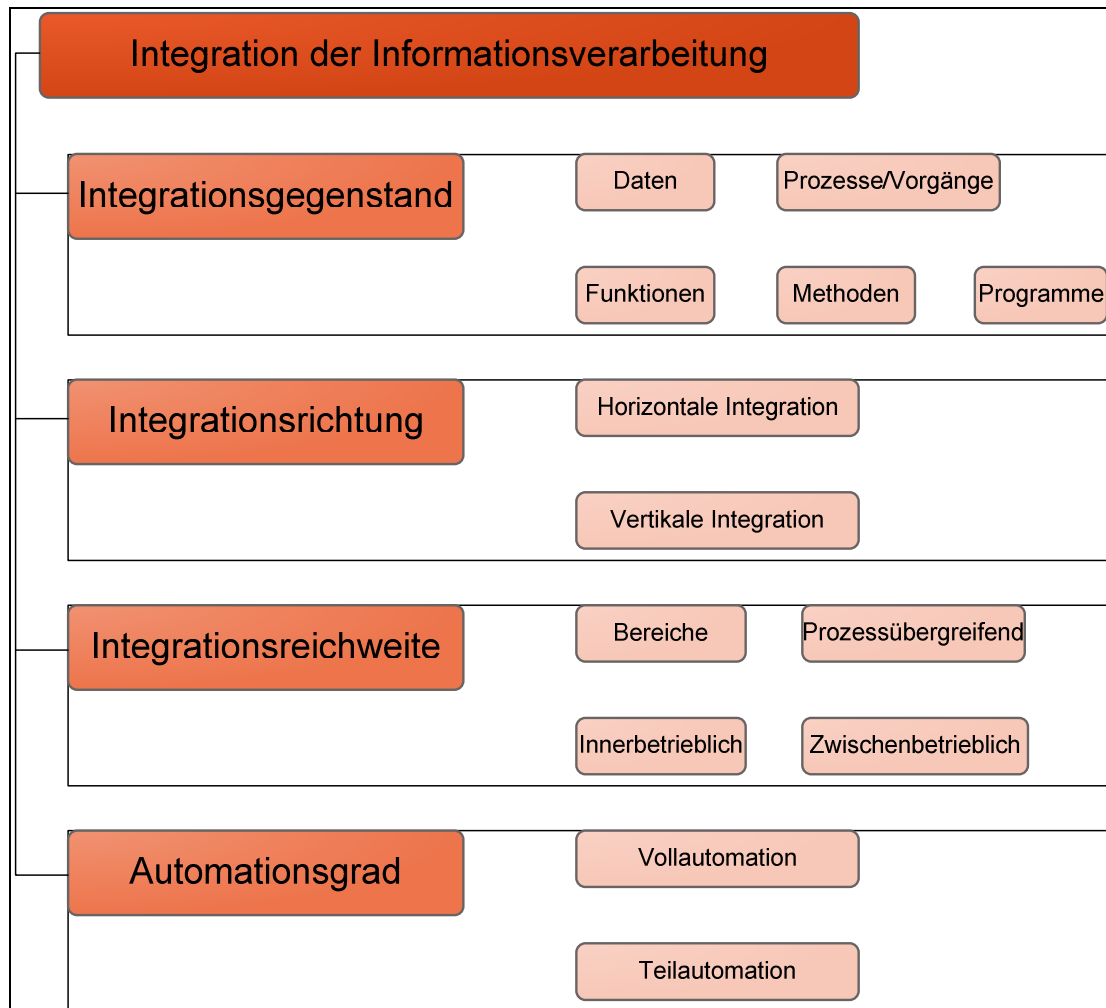 Integration der Informationsverarbeitung
Integrationsgegenstand
Daten
Prozesse/Vorgänge
Funktionen
Methoden
Programme
Integrationsrichtung
Horizontale Integration
Vertikale Integration
Integrationsreichweite
Bereiche
Prozessübergreifend
Innerbetrieblich
Zwischenbetrieblich
Automationsgrad
Vollautomation
Teilautomation